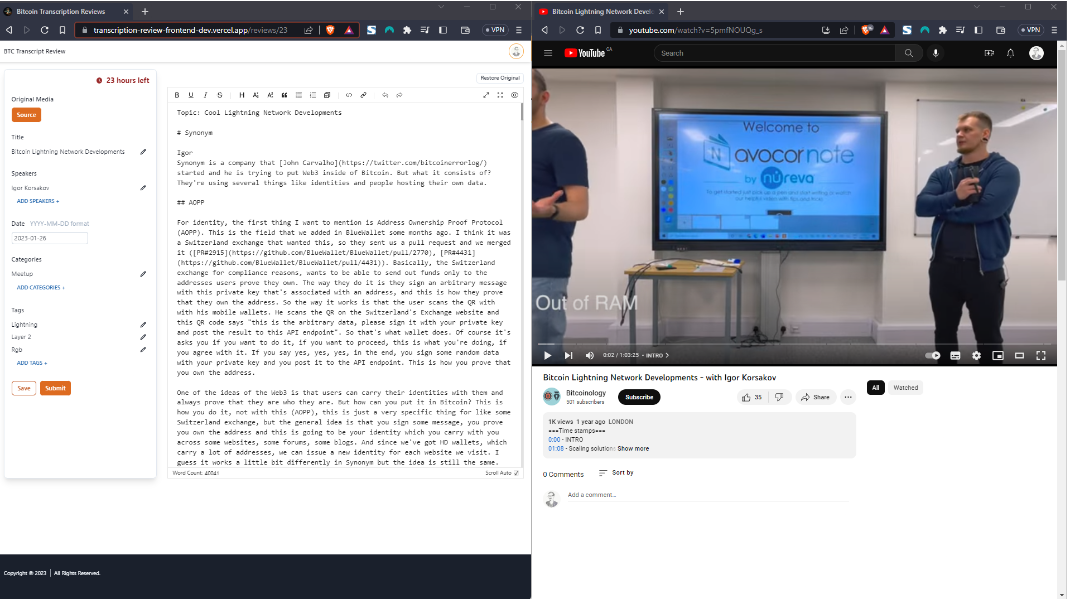 Bitcoin Transcription Reviews
transcription-review-frontend-dev.vercel.app/reviews/23
VPN
BTC Transcript Review
23 hours left
Restore Original
Original Media
Source
Title
Bitcoin Lightning Network Developments
Speakers
Igor Korsakov
ADD SPEAKERS +
Date YYYY-MM-DD format
2023-01-26
Categories
Meetup
ADD CATEGORIES +
Tags
Lightning
Layer 2
Rgb
ADD TAGS +
Save
Submit
Topic: Cool Lightning Network Developments
# Synonym
Igor
Synonym is a company that [John Carvalho](https://twitter.com/bitcoinerrorlog/)
started and he is trying to put Web3 inside of Bitcoin. But what it consists of?
They're using several things like identities and people hosting their own data.
## AOPP
For identity, the first thing I want to mention is Address Ownership Proof Protocol
(AOPP). This is the field that we added in BlueWallet some months ago. I think it was
a Switzerland exchange that wanted this, so they sent us a pull request and we merged
it ([PR#2915](https://github.com/BlueWallet/BlueWallet/pull/2770), [PR#4431]
(https://github.com/BlueWallet/BlueWallet/pull/4431)). Basically, the Switzerland
exchange for compliance reasons, wants to be able to send out funds only to the
addresses users prove they own. The way they do it is they sign an arbitrary message
with this private key that's associated with an address, and this is how they prove
that they own the address. So the way it works is that the user scans the QR with
with his mobile wallets. He scans the QR on the Switzerland's Exchange website and
this QR code says "this is the arbitrary data, please sign it with your private key
and post the result to this API endpoint". So that's what wallet does. Of course it's
asks you if you want to do it, if you want to proceed, this is what you're doing, if
you agree with it. If you say yes, yes, yes, in the end, you sign some random data
with your private key and you post it to the API endpoint. This is how you prove that
you own the address.
One of the ideas of the Web3 is that users can carry their identities with them and
always prove that they are who they are. But how can you put it in Bitcoin? This is
how you do it, not with this (AOPP), this is just a very specific thing for like some
Switzerland exchange, but the general idea is that you sign some message, you prove
you own the address and this is going to be your identity which you carry with you
across some websites, some forums, some blogs. And since we've got HD wallets, which
carry a lot of addresses, we can issue a new identity for each website we visit. I
guess it works a little bit differently in Synonym but the idea is still the same.
Word Count:
Scroll Auto
Copyright © 2023 | All Rights Reserved.
Bitcoin Lightning Network Devel
youtube.com/watch?v=5pmfNOUOg_s
VPN
YouTube CA
Search
Welcome to
avocor note
by nureva
Out of RAM
0:02 / 1:03:25 • INTRO
Bitcoin Lightning Network Developments - with Igor Korsakov
Bitcoinology
501 subscribers
Subscribe
35
Share
All
Watched
1K views 1 year ago LONDON
===Time stamps===
0:00 - INTRO
01:08 - Scaling solutions Show more
0 Comments
Sort by
Add a comment...